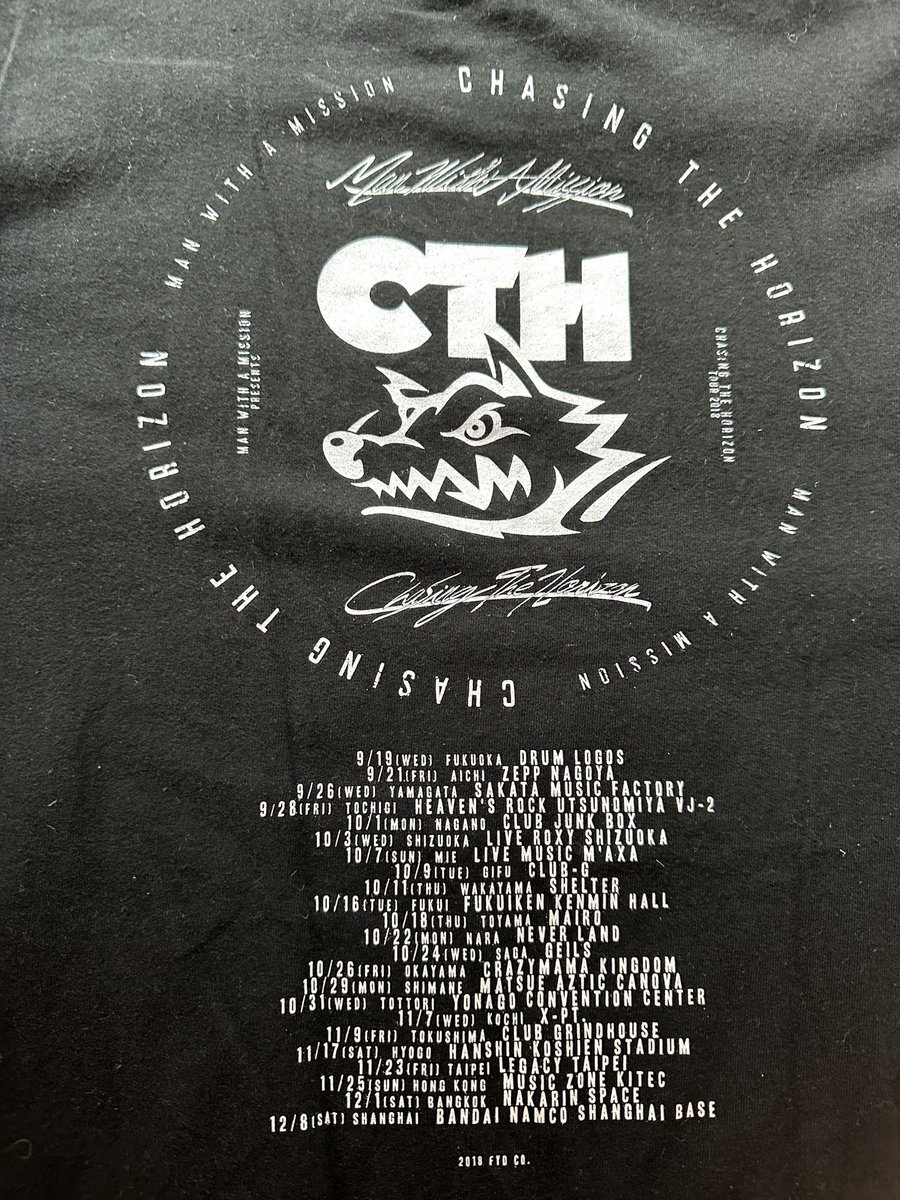 MAN WITH A MISSION
CHASING THE HORIZON
MAN WITH A MISSION
CHASING THE HORIZON
Man With A Mission
CTH
MAN WITH A MISSION
PRESENTS
CHASING THE HORIZON
TOUR 2018
MWAM
Chasing The Horizon
9/19(WED) FUKUOKA DRUM LOGOS
9/21(FRI) AICHI ZEPP NAGOYA
9/26(WED) YAMAGATA SAKATA MUSIC FACTORY
9/28(FRI) TOCHIGI HEAVEN'S ROCK UTSUNOMIYA VJ-2
10/1(MON) NAGANO CLUB JUNK BOX
10/3(WED) SHIZUOKA LIVE ROXY SHIZUOKA
10/7(SUN) MIE LIVE MUSIC M'AXA
10/9(TUE) GIFU CLUB-G
10/11(THU) WAKAYAMA SHELTER
10/16(TUE) FUKUI FUKUIKEN KENMIN HALL
10/18(THU) TOYAMA MAIRO
10/22(MON) NARA NEVER LAND
10/24(WED) SAGA GEILS
10/26(FRI) OKAYAMA CRAZYMAMA KINGDOM
10/29(MON) SHIMANE MATSUE AZTIC CANOVA
10/31(WED) TOTTORI YONAGO CONVENTION CENTER
11/7(WED) KOCHI X-PT.
11/9(FRI) TOKUSHIMA CLUB GRINDHOUSE
11/17(SAT) HYOGO HANSHIN KOSHIEN STADIUM
11/23(FRI) TAIPEI LEGACY TAIPEI
11/25(SUN) HONG KONG MUSIC ZONE KITEC
12/1(SAT) BANGKOK NAKARIN SPACE
12/8(SAT) SHANGHAI BANDAI NAMCO SHANGHAI BASE
2018 FTD CO.